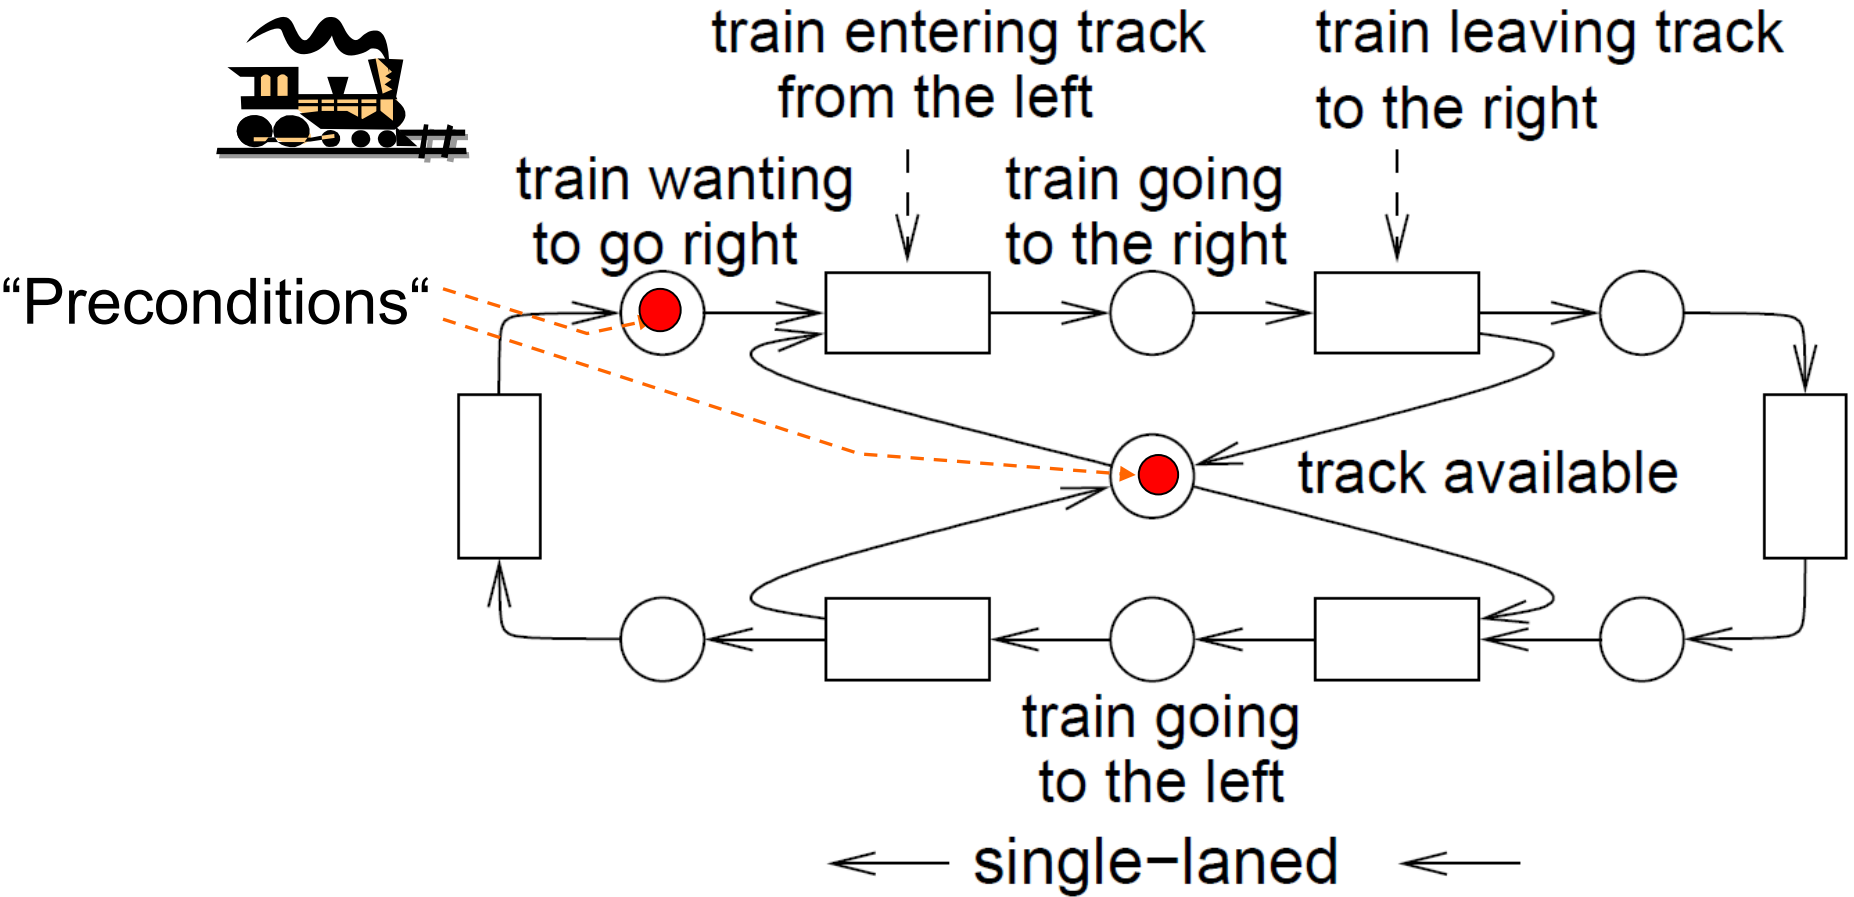 train entering track
from the left
train leaving track
to the right
train wanting
to go right
train going
to the right
“Preconditions“
track available
train going
to the left
single−laned